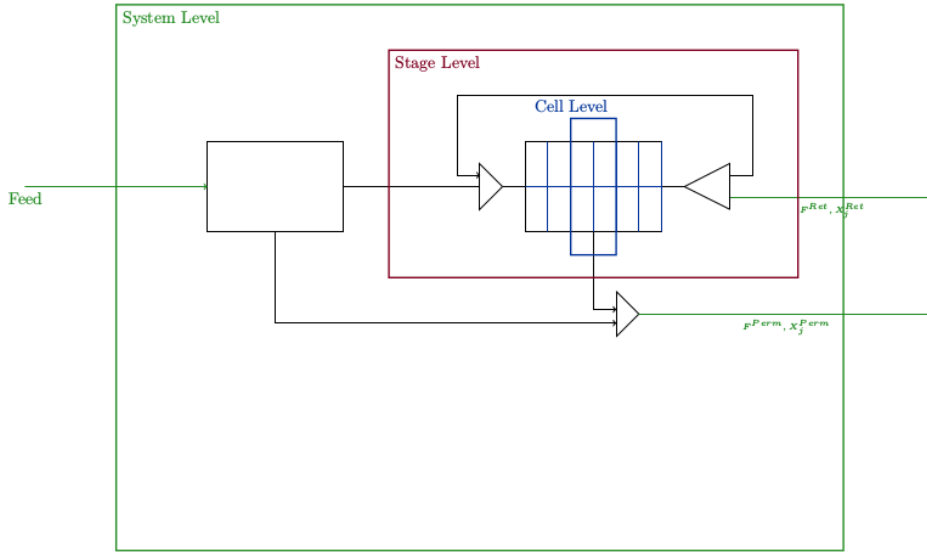 System Level
Stage Level
Cell Level
Feed
F^{Ret}, X_j^{Ret}
F^{Perm}, X_j^{Perm}